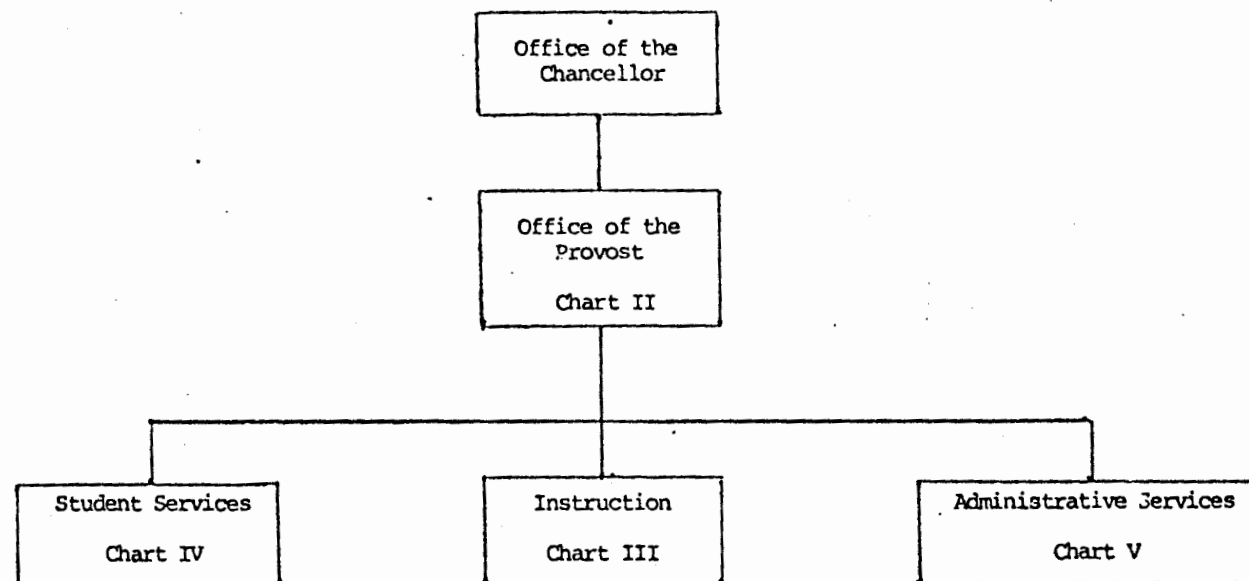 Office of the
Chancellor
Office of the
Provost
Chart II
Student Services
Chart IV
Instruction
Chart III
Administrative Services
Chart V